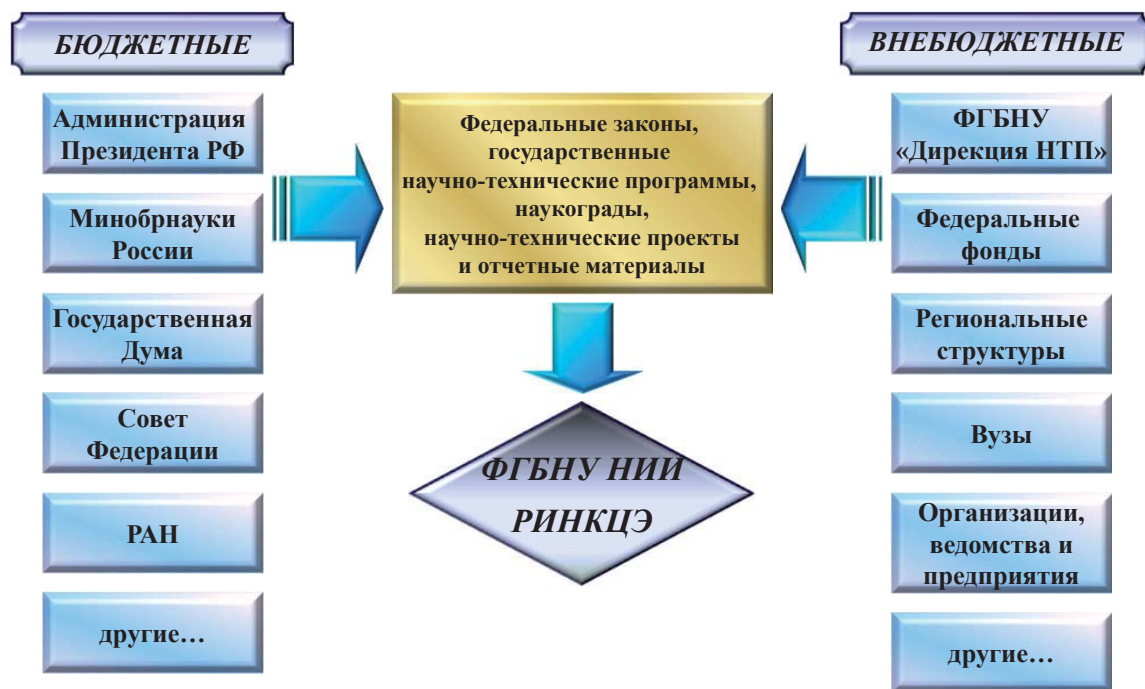 БЮДЖЕТНЫЕ
Администрация
Президента РФ
Минобрнауки
России
Государственная
Дума
Совет
Федерации
РАН
другие…
Федеральные законы,
государственные
научно-технические программы,
наукограды,
научно-технические проекты
и отчетные материалы
ФГБНУ НИИ
РИНКЦЭ
ВНЕБЮДЖЕТНЫЕ
ФГБНУ
«Дирекция НТП»
Федеральные
фонды
Региональные
структуры
Вузы
Организации,
ведомства и
предприятия
другие…